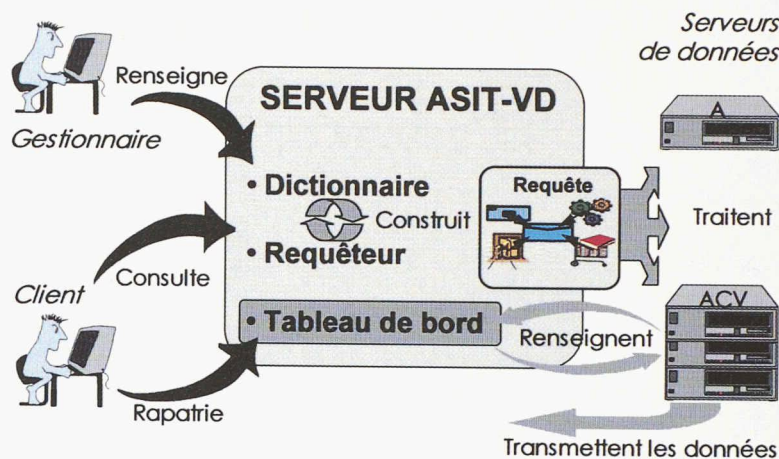 Serveurs
de données
Renseigne
Gestionnaire
SERVEUR ASIT-VD
A
• Dictionnaire
Construit
• Requêteur
Requête
Traitent
Consulte
Client
• Tableau de bord
Renseignent
ACV
Rapatrie
Transmettent les données